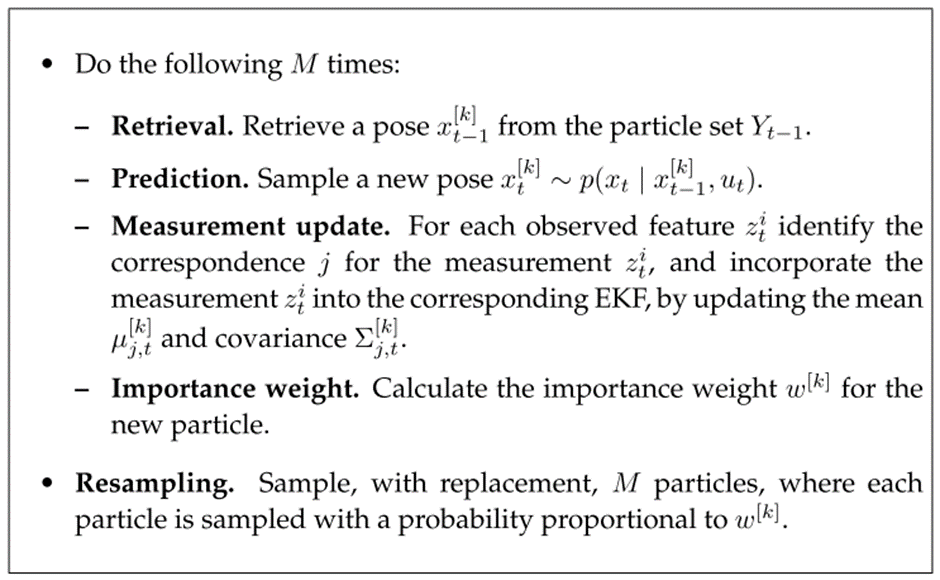 • Do the following M times:
– Retrieval. Retrieve a pose x_{t−1}^{[k]} from the particle set Y_{t−1}.
– Prediction. Sample a new pose x_t^{[k]} ∼ p(x_t | x_{t−1}^{[k]}, u_t).
– Measurement update. For each observed feature z_t^i identify the
correspondence j for the measurement z_t^i, and incorporate the
measurement z_t^i into the corresponding EKF, by updating the mean
μ_{j,t}^{[k]} and covariance Σ_{j,t}^{[k]}.
– Importance weight. Calculate the importance weight w^{[k]} for the
new particle.
• Resampling. Sample, with replacement, M particles, where each
particle is sampled with a probability proportional to w^{[k]}.